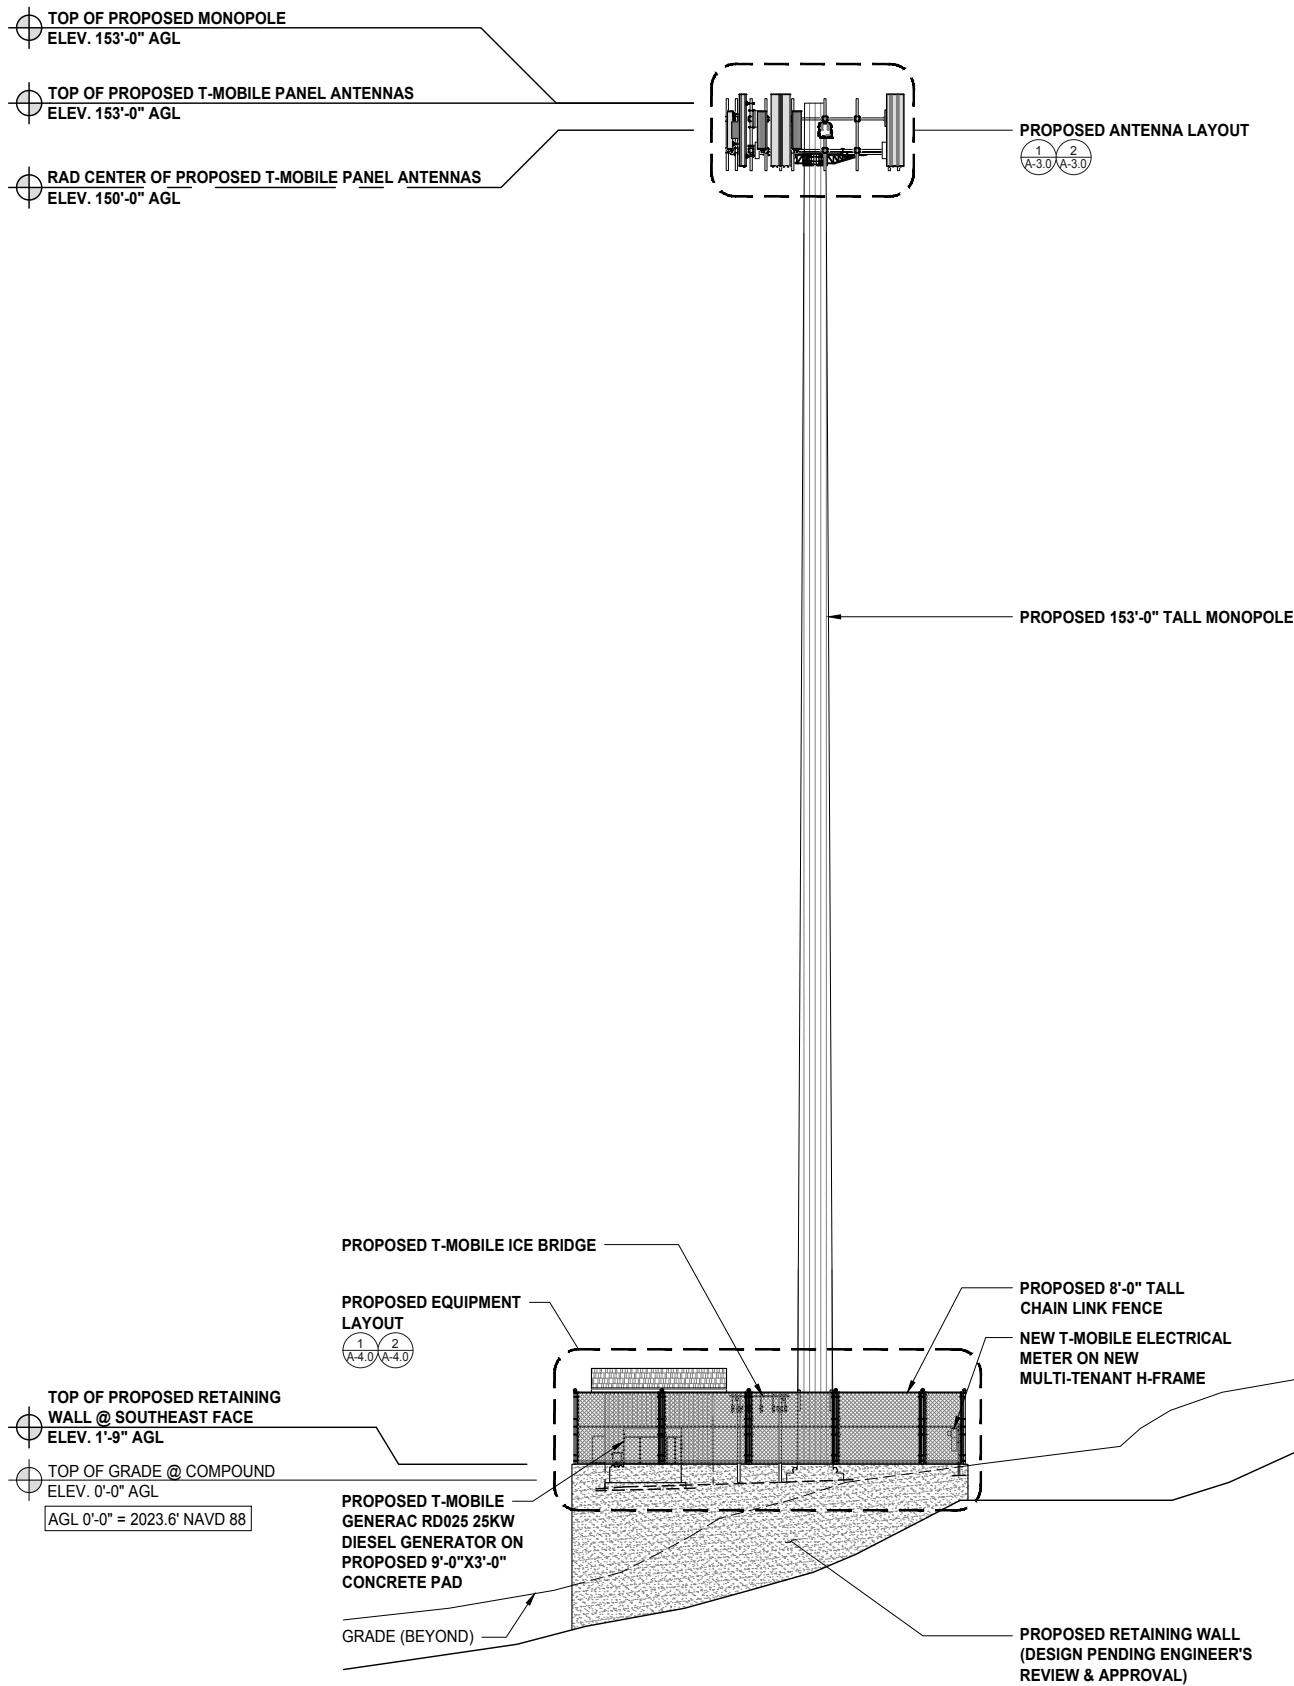 TOP OF PROPOSED MONOPOLE
ELEV. 153'-0" AGL
TOP OF PROPOSED T-MOBILE PANEL ANTENNAS
ELEV. 153'-0" AGL
RAD CENTER OF PROPOSED T-MOBILE PANEL ANTENNAS
ELEV. 150'-0" AGL
PROPOSED ANTENNA LAYOUT
1 2
A-3.0 A-3.0
PROPOSED 153'-0" TALL MONOPOLE
PROPOSED T-MOBILE ICE BRIDGE
PROPOSED EQUIPMENT
LAYOUT
1 2
A-4.0 A-4.0
PROPOSED 8'-0" TALL
CHAIN LINK FENCE
NEW T-MOBILE ELECTRICAL
METER ON NEW
MULTI-TENANT H-FRAME
TOP OF PROPOSED RETAINING
WALL @ SOUTHEAST FACE
ELEV. 1'-9" AGL
TOP OF GRADE @ COMPOUND
ELEV. 0'-0" AGL
AGL 0'-0" = 2023.6' NAVD 88
PROPOSED T-MOBILE
GENERAC RD025 25KW
DIESEL GENERATOR ON
PROPOSED 9'-0"X3'-0"
CONCRETE PAD
GRADE (BEYOND)
PROPOSED RETAINING WALL
(DESIGN PENDING ENGINEER'S
REVIEW & APPROVAL)